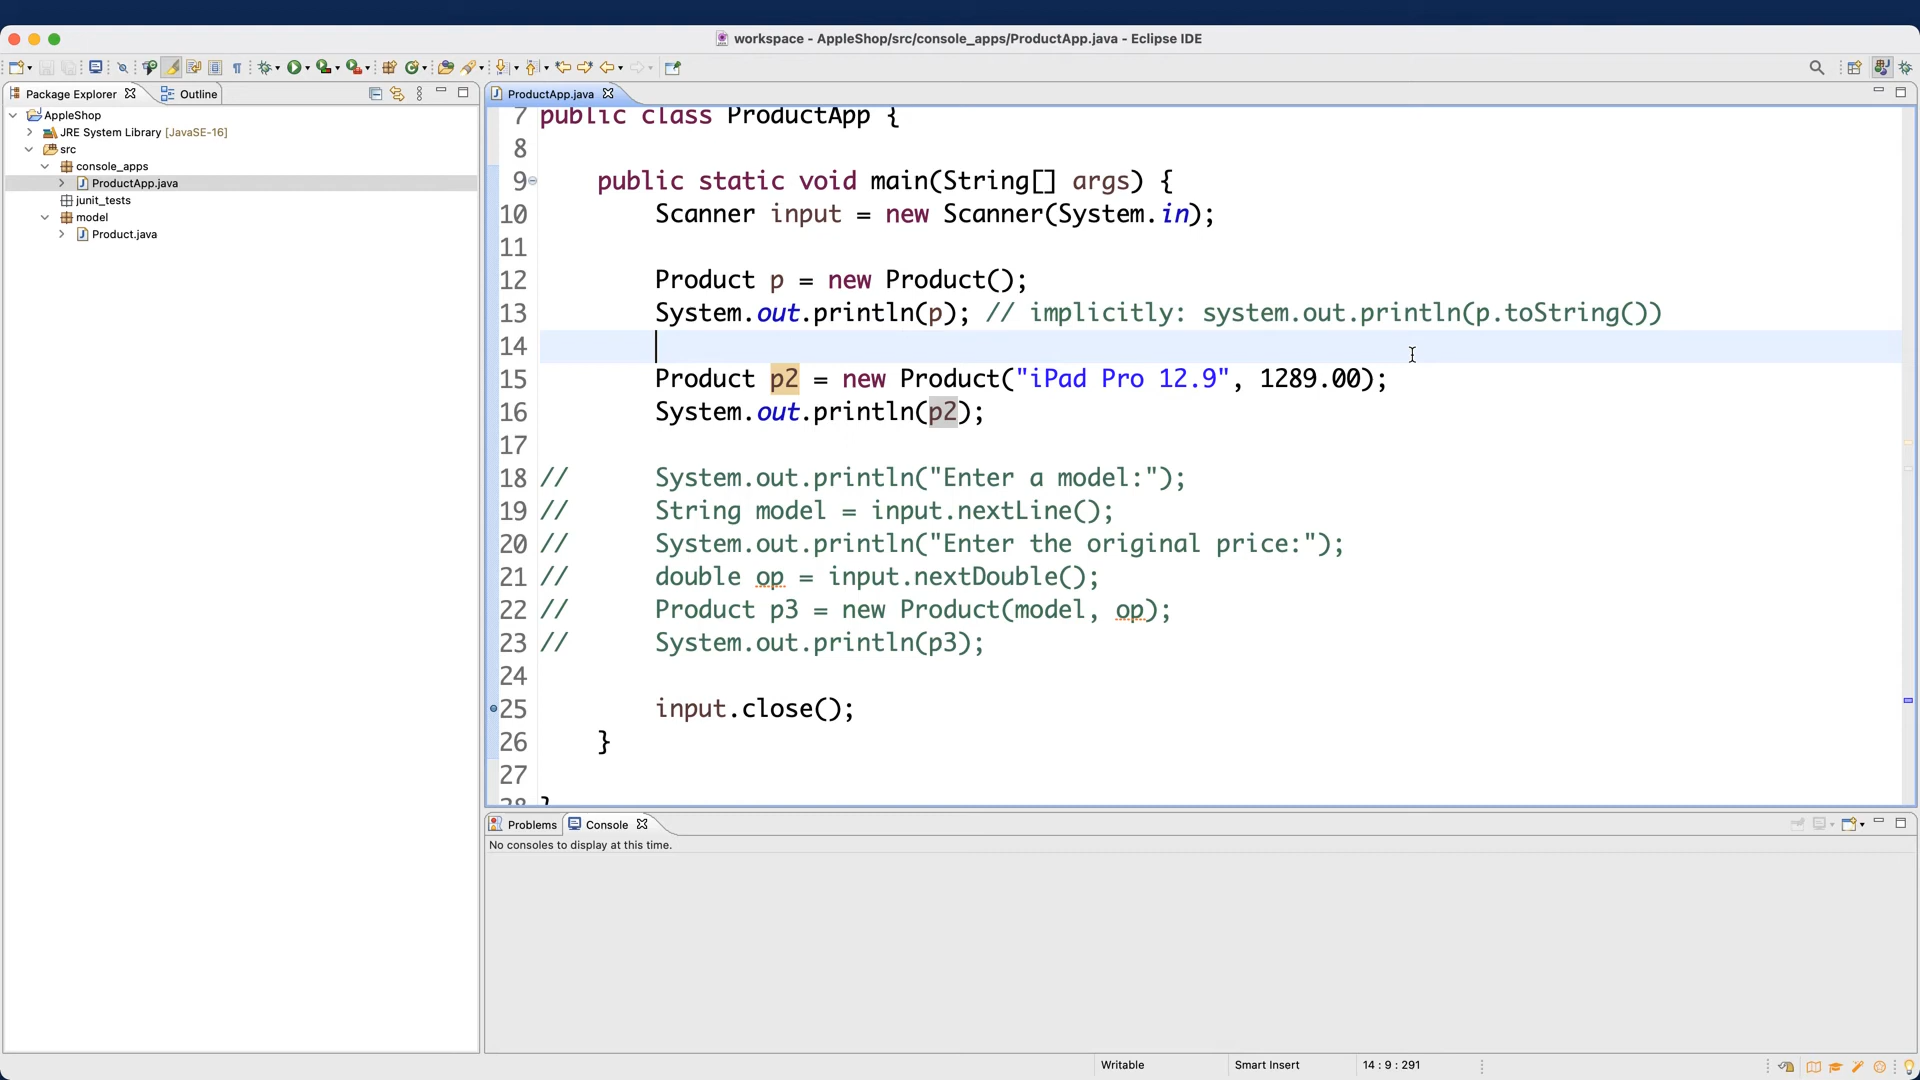 workspace - AppleShop/src/console_apps/ProductApp.java - Eclipse IDE
Package Explorer
Outline
AppleShop
JRE System Library [JavaSE-16]
src
console_apps
ProductApp.java
junit_tests
model
Product.java
ProductApp.java
7 public class ProductApp {
8
9 public static void main(String[] args) {
10 Scanner input = new Scanner(System.in);
11
12 Product p = new Product();
13 System.out.println(p); // implicitly: system.out.println(p.toString())
14
15 Product p2 = new Product("iPad Pro 12.9", 1289.00);
16 System.out.println(p2);
17
18 // System.out.println("Enter a model:");
19 // String model = input.nextLine();
20 // System.out.println("Enter the original price:");
21 // double op = input.nextDouble();
22 // Product p3 = new Product(model, op);
23 // System.out.println(p3);
24
25 input.close();
26 }
27
28 }
Problems
Console
No consoles to display at this time.
Writable
Smart Insert
14 : 9 : 291